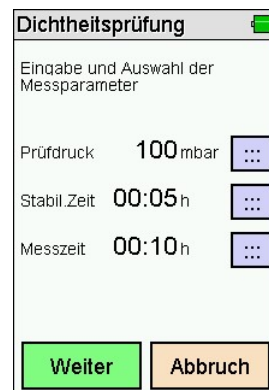 Dichtheitsprüfung
Eingabe und Auswahl der
Messparameter
Prüfdruck 100 mbar :::
Stabil.Zeit 00:05 h :::
Messzeit 00:10 h :::
Weiter Abbruch